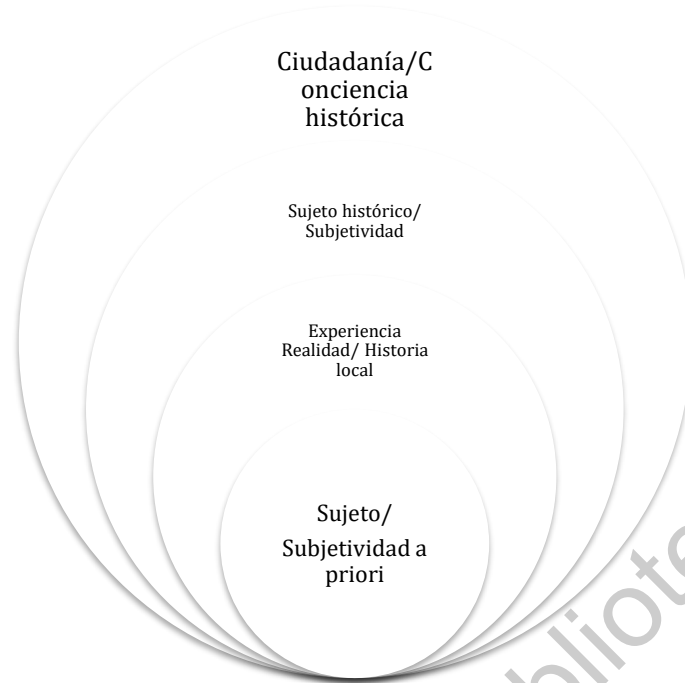 Ciudadanía/C
onciencia
histórica
Sujeto histórico/
Subjetividad
Experiencia
Realidad/ Historia
local
Sujeto/
Subjetividad a
priori